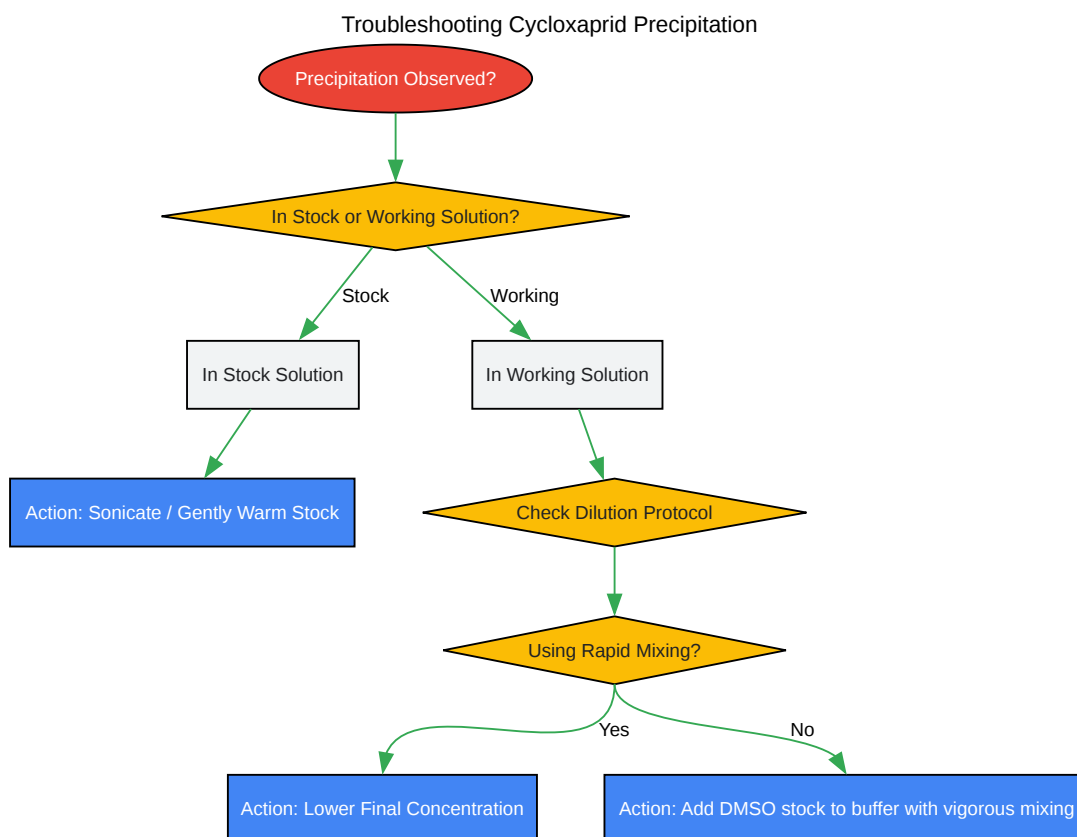 Troubleshooting Cycloxaprid Precipitation
Precipitation Observed?
In Stock or Working Solution?
Stock
Working
In Stock Solution
In Working Solution
Action: Sonicate / Gently Warm Stock
Check Dilution Protocol
Using Rapid Mixing?
Yes
No
Action: Lower Final Concentration
Action: Add DMSO stock to buffer with vigorous mixing